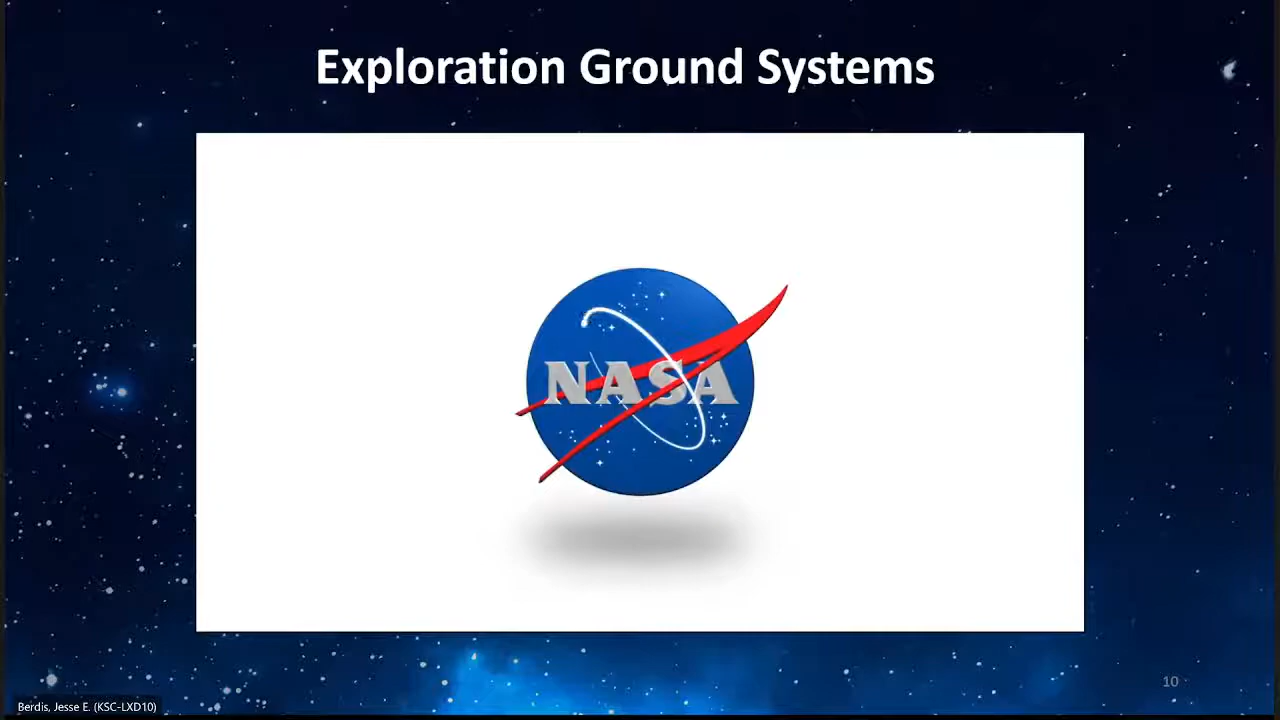 Exploration Ground Systems
NASA
10
Berdis, Jesse E. (KSC-LXD10)